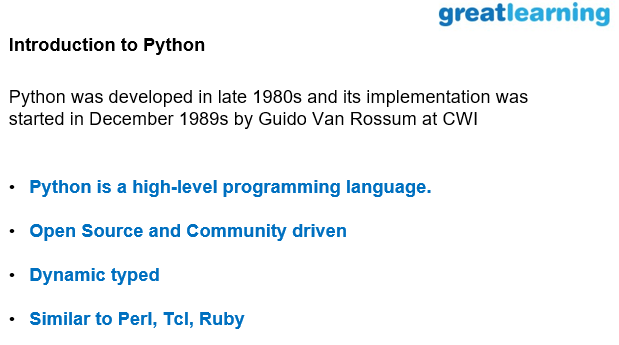 greatlearning
Introduction to Python
Python was developed in late 1980s and its implementation was
started in December 1989s by Guido Van Rossum at CWI
• Python is a high-level programming language.
• Open Source and Community driven
• Dynamic typed
• Similar to Perl, Tcl, Ruby